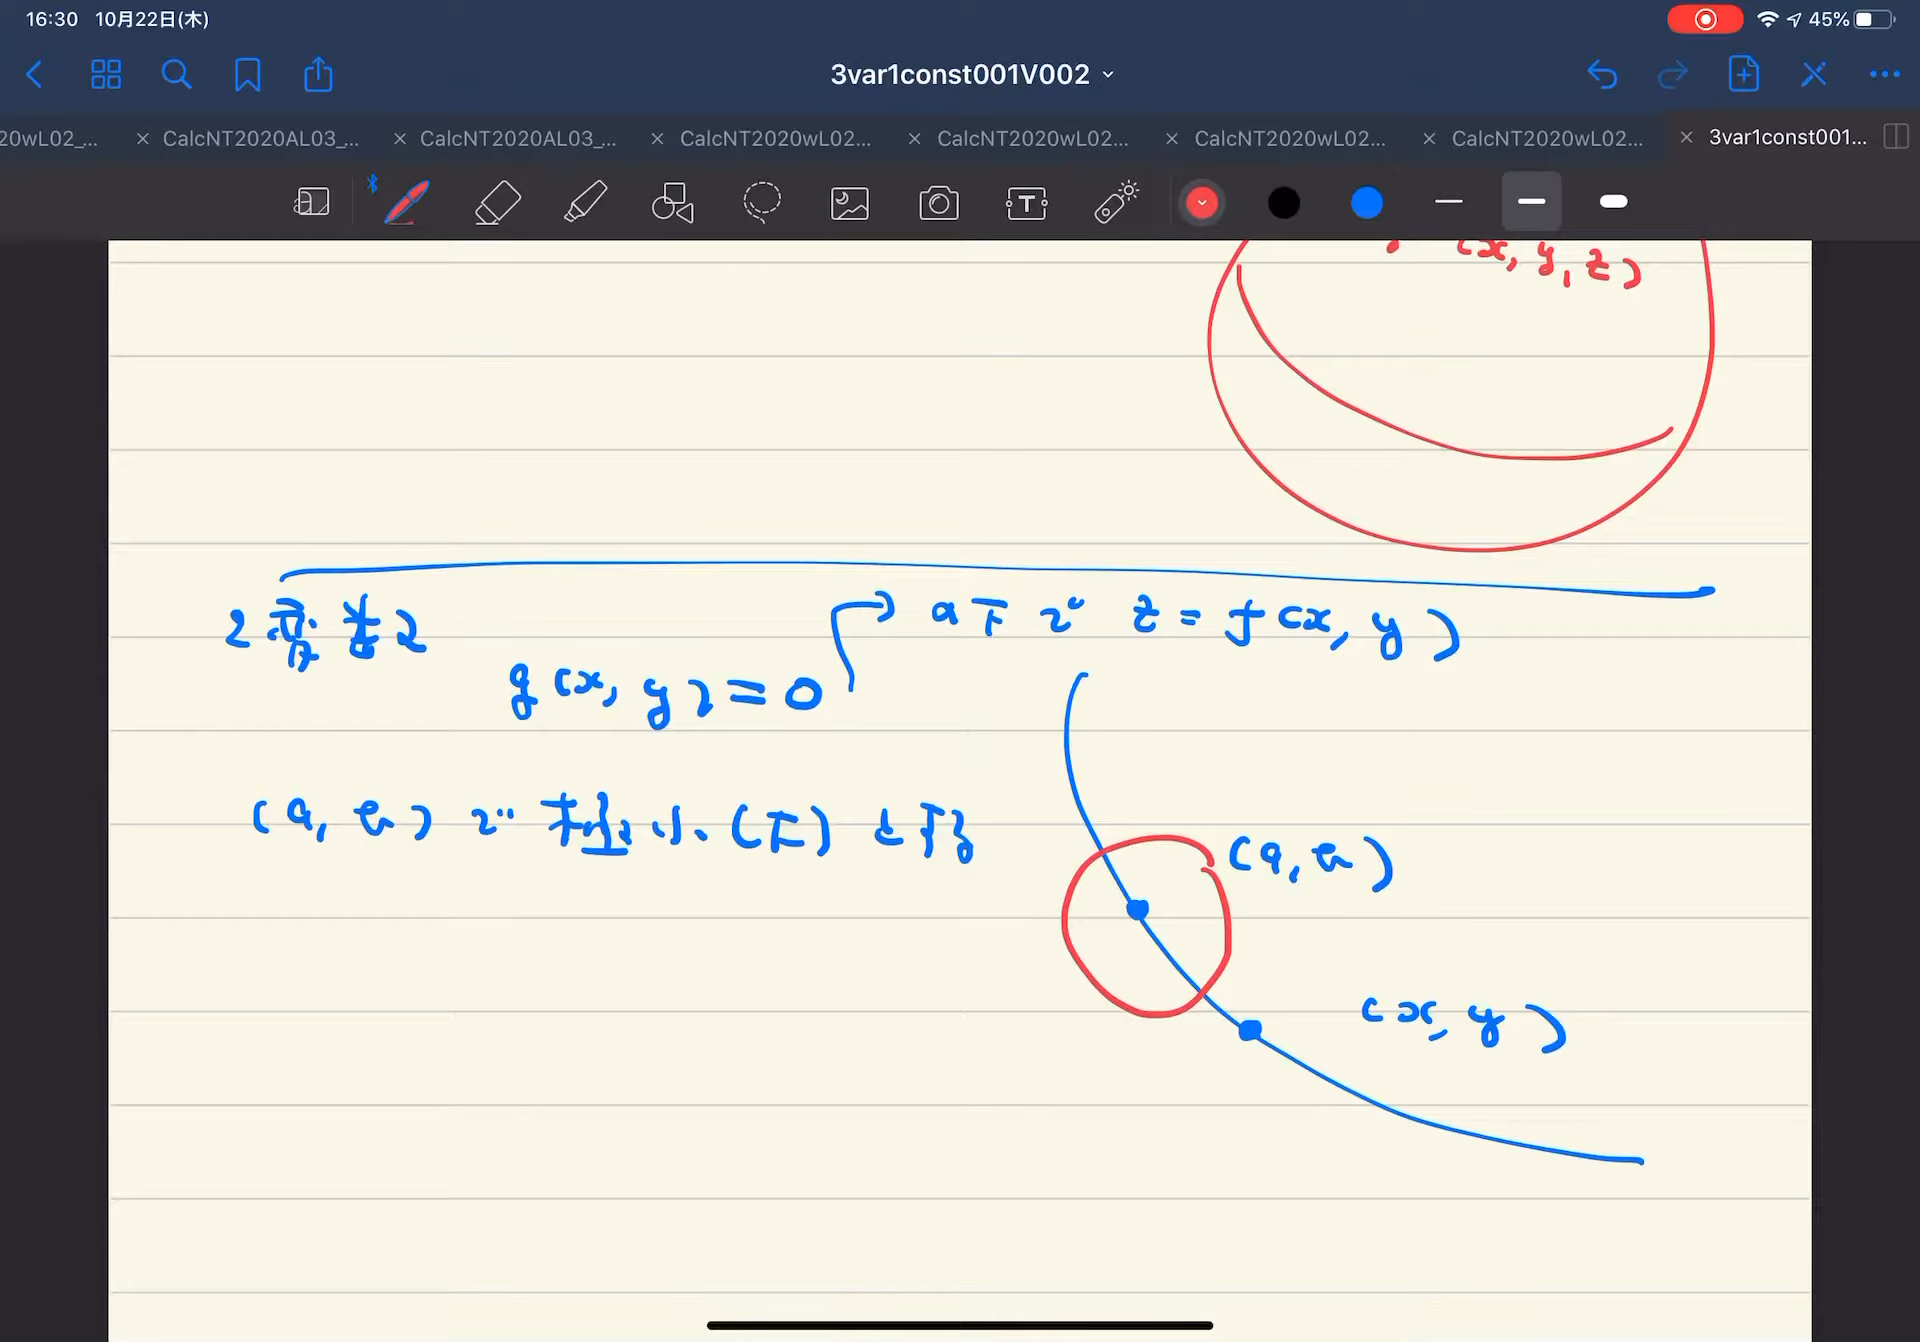 16:30 10月22日(木) 45%
3var1const001V002
20wL02_... CalcNT2020AL03_... CalcNT2020AL03_... CalcNT2020wL02... CalcNT2020wL02... CalcNT2020wL02... CalcNT2020wL02... 3var1const001...
(x, y, z)
2変数 の下で z = f(x, y)
g(x, y) = 0
(a, b) で 極小(大) とする
(a, b)
(x, y)